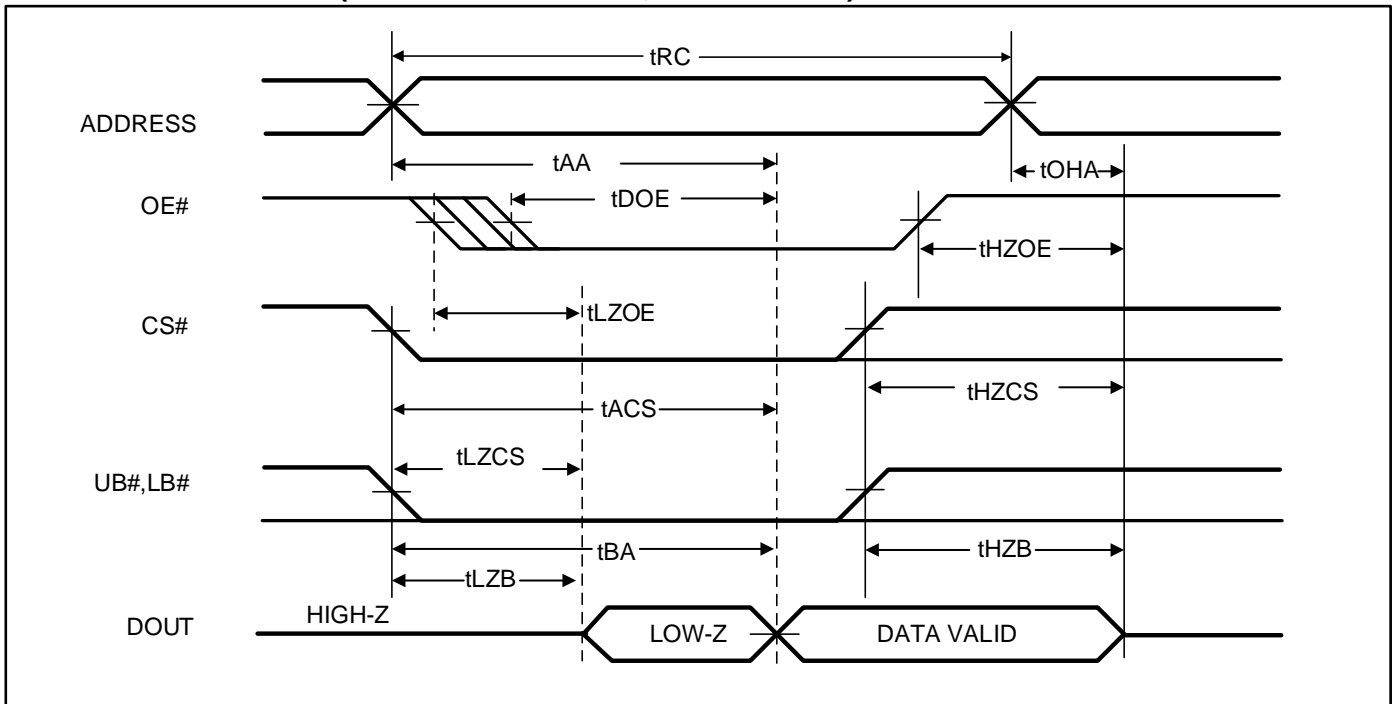 tRC
ADDRESS
tAA
tOHA
OE#
tDOE
tHZOE
tLZOE
CS#
tHZCS
tACS
tLZCS
UB#,LB#
tBA
tHZB
tLZB
HIGH-Z
DOUT
LOW-Z
DATA VALID